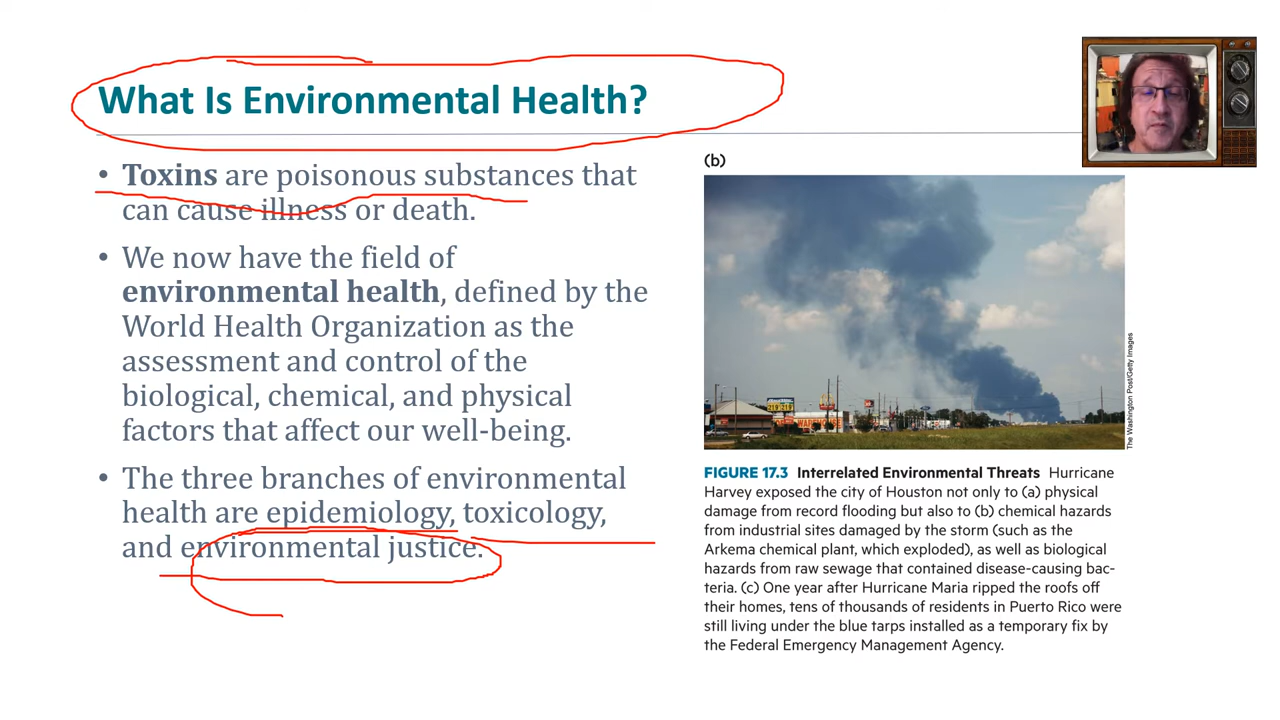 What Is Environmental Health?
• Toxins are poisonous substances that
can cause illness or death.
• We now have the field of
environmental health, defined by the
World Health Organization as the
assessment and control of the
biological, chemical, and physical
factors that affect our well-being.
• The three branches of environmental
health are epidemiology, toxicology,
and environmental justice.
(b)
The Washington Post/Getty Images
FIGURE 17.3 Interrelated Environmental Threats Hurricane
Harvey exposed the city of Houston not only to (a) physical
damage from record flooding but also to (b) chemical hazards
from industrial sites damaged by the storm (such as the
Arkema chemical plant, which exploded), as well as biological
hazards from raw sewage that contained disease-causing bac-
teria. (c) One year after Hurricane Maria ripped the roofs off
their homes, tens of thousands of residents in Puerto Rico were
still living under the blue tarps installed as a temporary fix by
the Federal Emergency Management Agency.